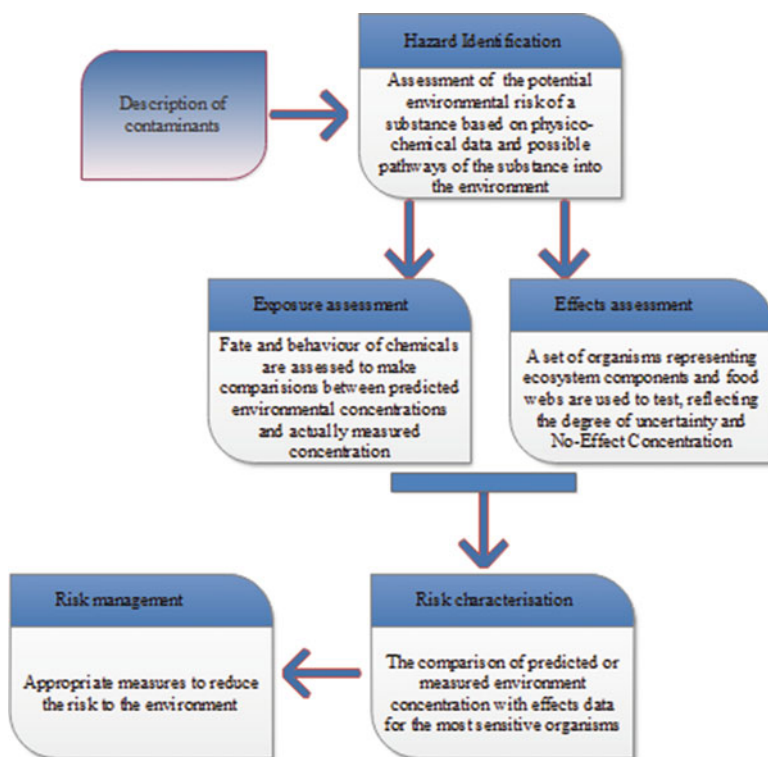 Description of
contaminants
Hazard Identification
Assessment of the potential
environmental risk of a
substance based on physico-
chemical data and possible
pathways of the substance into
the environment
Exposure assessment
Fate and behaviour of chemicals
are assessed to make
comparisions between predicted
environmental concentrations
and actually measured
concentration
Effects assessment
A set of organisms representing
ecosystem components and food
webs are used to test, reflecting
the degree of uncertainty and
No-Effect Concentration
Risk characterisation
The comparison of predicted or
measured environment
concentration with effects data
for the most sensitive organisms
Risk management
Appropriate measures to reduce
the risk to the environment